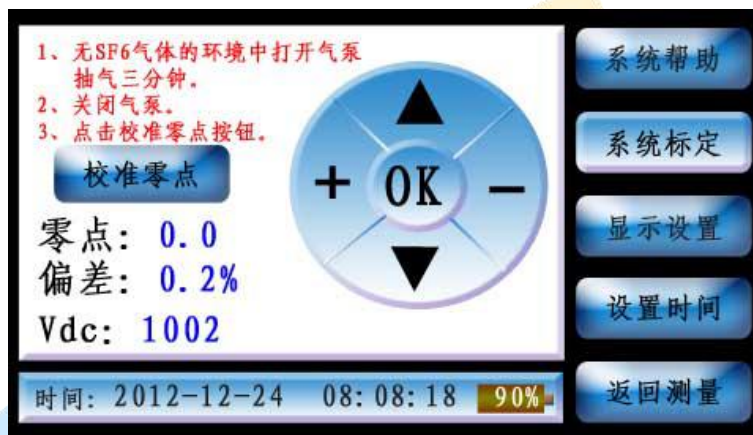 1、无SF6气体的环境中打开气泵
抽气三分钟.
2、关闭气泵.
3、点击校准零点按钮.
校准零点
+ OK −
零点: 0.0
偏差: 0.2%
Vdc: 1002
时间: 2012-12-24 08:08:18 90%
系统帮助
系统标定
显示设置
设置时间
返回测量